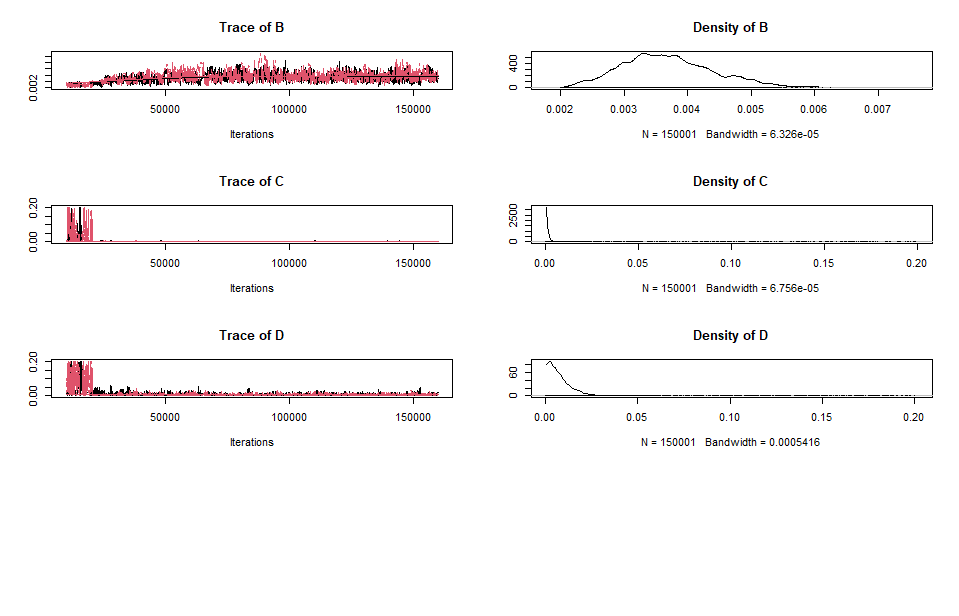 Trace of B
0.002
50000 100000 150000
Iterations
Density of B
0 400
0.002 0.003 0.004 0.005 0.006 0.007
N = 150001 Bandwidth = 6.326e-05
Trace of C
0.00 0.20
50000 100000 150000
Iterations
Density of C
0 2500
0.00 0.05 0.10 0.15 0.20
N = 150001 Bandwidth = 6.756e-05
Trace of D
0.00 0.20
50000 100000 150000
Iterations
Density of D
0 60
0.00 0.05 0.10 0.15 0.20
N = 150001 Bandwidth = 0.0005416